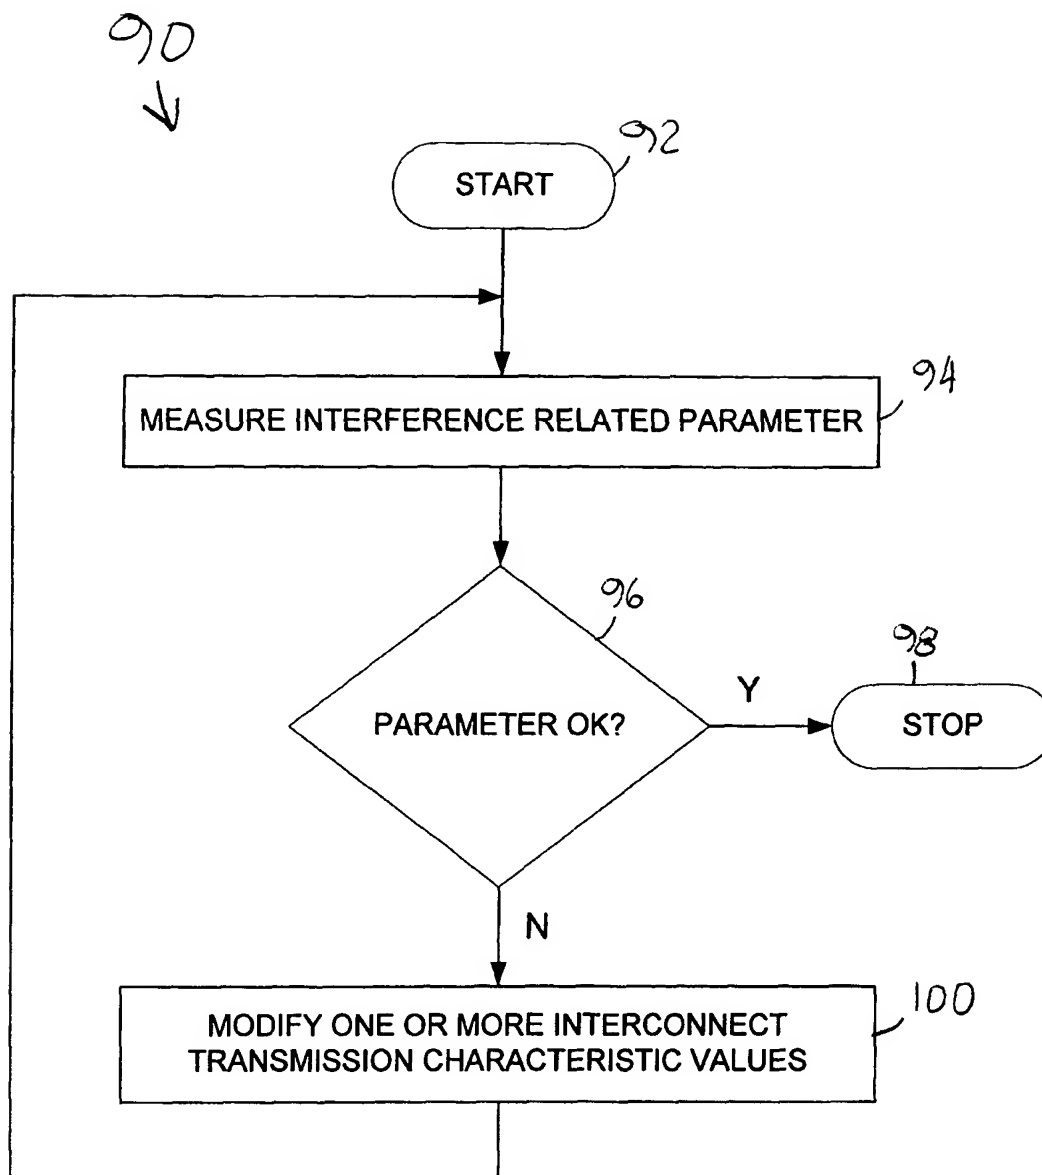 90
92
START
94
MEASURE INTERFERENCE RELATED PARAMETER
96
98
Y
PARAMETER OK?
STOP
N
100
MODIFY ONE OR MORE INTERCONNECT
TRANSMISSION CHARACTERISTIC VALUES